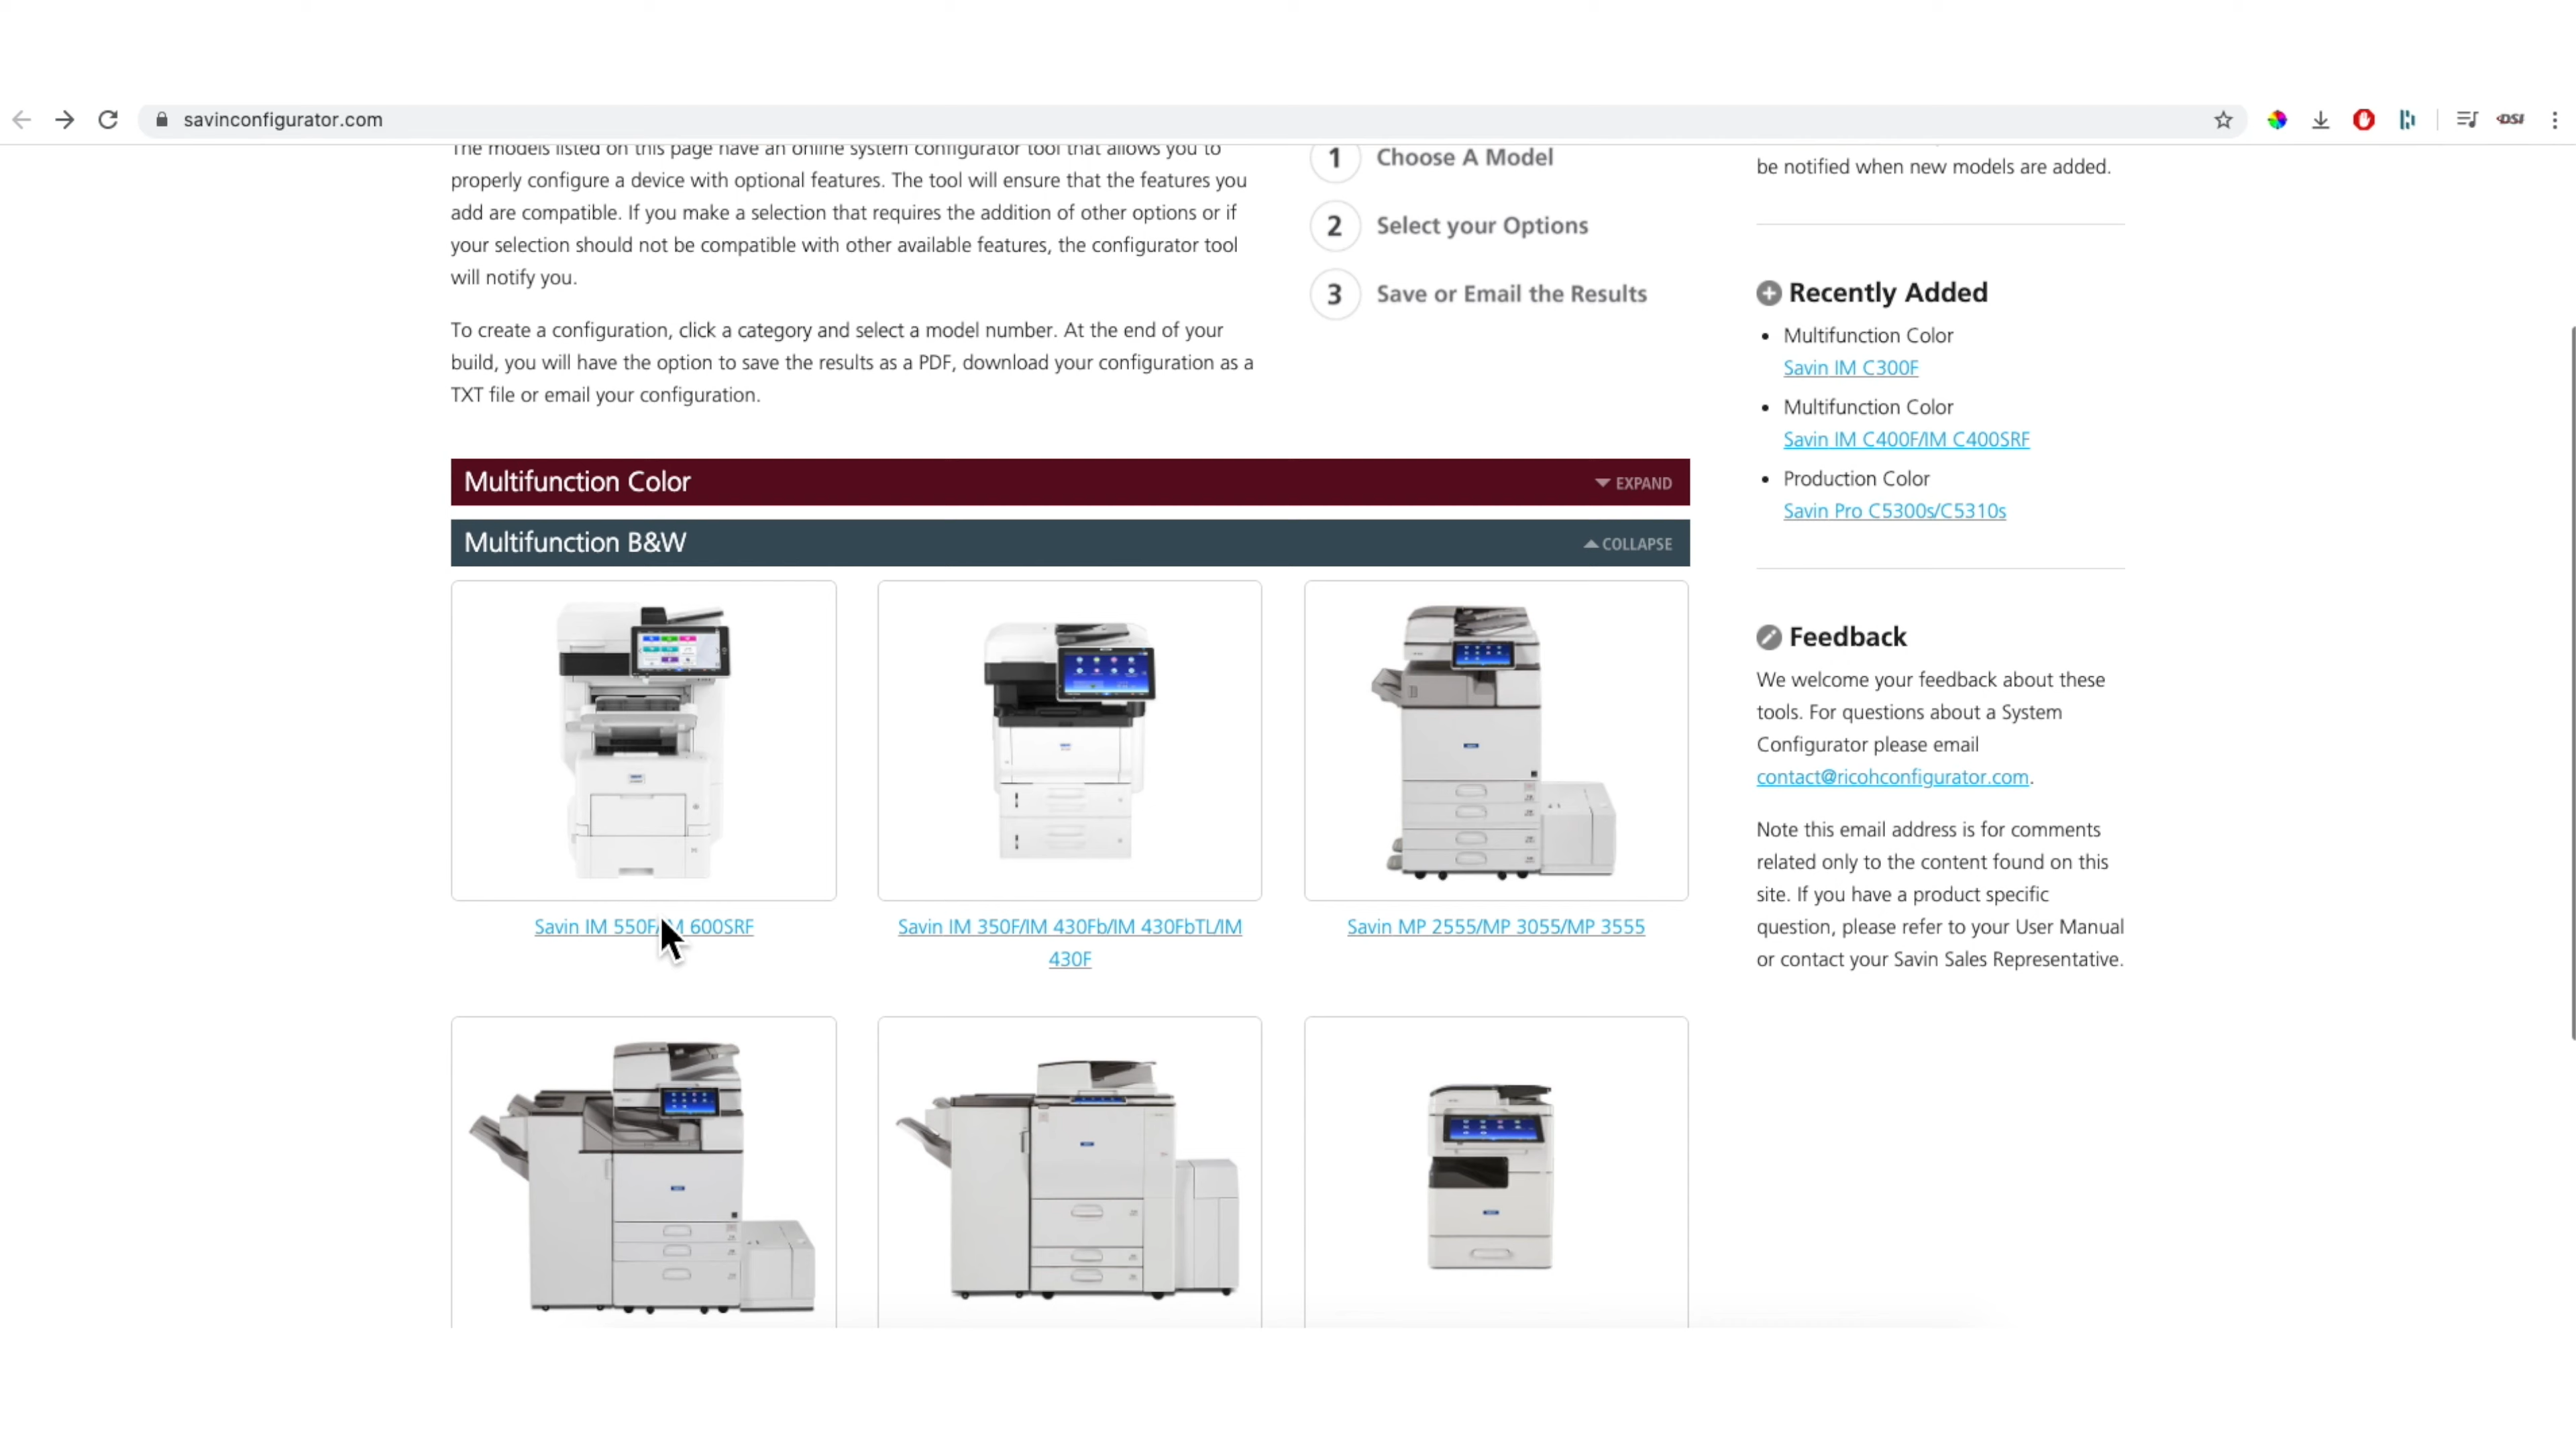 savinconfigurator.com
DSI
The models listed on this page have an online system configurator tool that allows you to
properly configure a device with optional features. The tool will ensure that the features you
add are compatible. If you make a selection that requires the addition of other options or if
your selection should not be compatible with other available features, the configurator tool
will notify you.
To create a configuration, click a category and select a model number. At the end of your
build, you will have the option to save the results as a PDF, download your configuration as a
TXT file or email your configuration.
1 Choose A Model
2 Select your Options
3 Save or Email the Results
be notified when new models are added.
Recently Added
• Multifunction Color
Savin IM C300F
• Multifunction Color
Savin IM C400F/IM C400SRF
• Production Color
Savin Pro C5300s/C5310s
Feedback
We welcome your feedback about these
tools. For questions about a System
Configurator please email
contact@ricohconfigurator.com.
Note this email address is for comments
related only to the content found on this
site. If you have a product specific
question, please refer to your User Manual
or contact your Savin Sales Representative.
Multifunction Color
EXPAND
Multifunction B&W
COLLAPSE
Savin IM 550F/IM 600SRF
Savin IM 350F/IM 430Fb/IM 430FbTL/IM
430F
Savin MP 2555/MP 3055/MP 3555